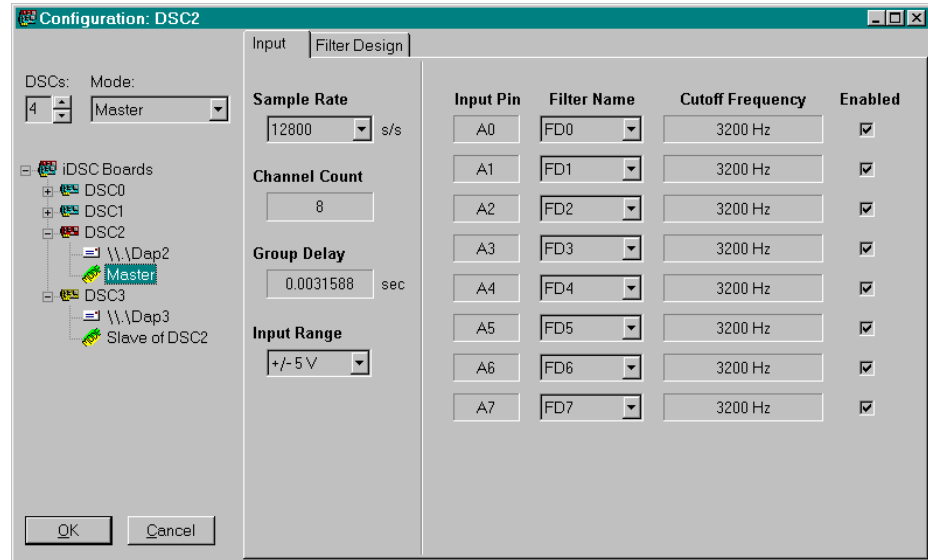 Configuration: DSC2
DSCs: Mode:
4 Master
iDSC Boards
DSC0
DSC1
DSC2
\\.\Dap2
Master
DSC3
\\.\Dap3
Slave of DSC2
OK Cancel
Input Filter Design
Sample Rate
12800 s/s
Channel Count
8
Group Delay
0.0031588 sec
Input Range
+/- 5 V
Input Pin Filter Name Cutoff Frequency Enabled
A0 FD0 3200 Hz
A1 FD1 3200 Hz
A2 FD2 3200 Hz
A3 FD3 3200 Hz
A4 FD4 3200 Hz
A5 FD5 3200 Hz
A6 FD6 3200 Hz
A7 FD7 3200 Hz